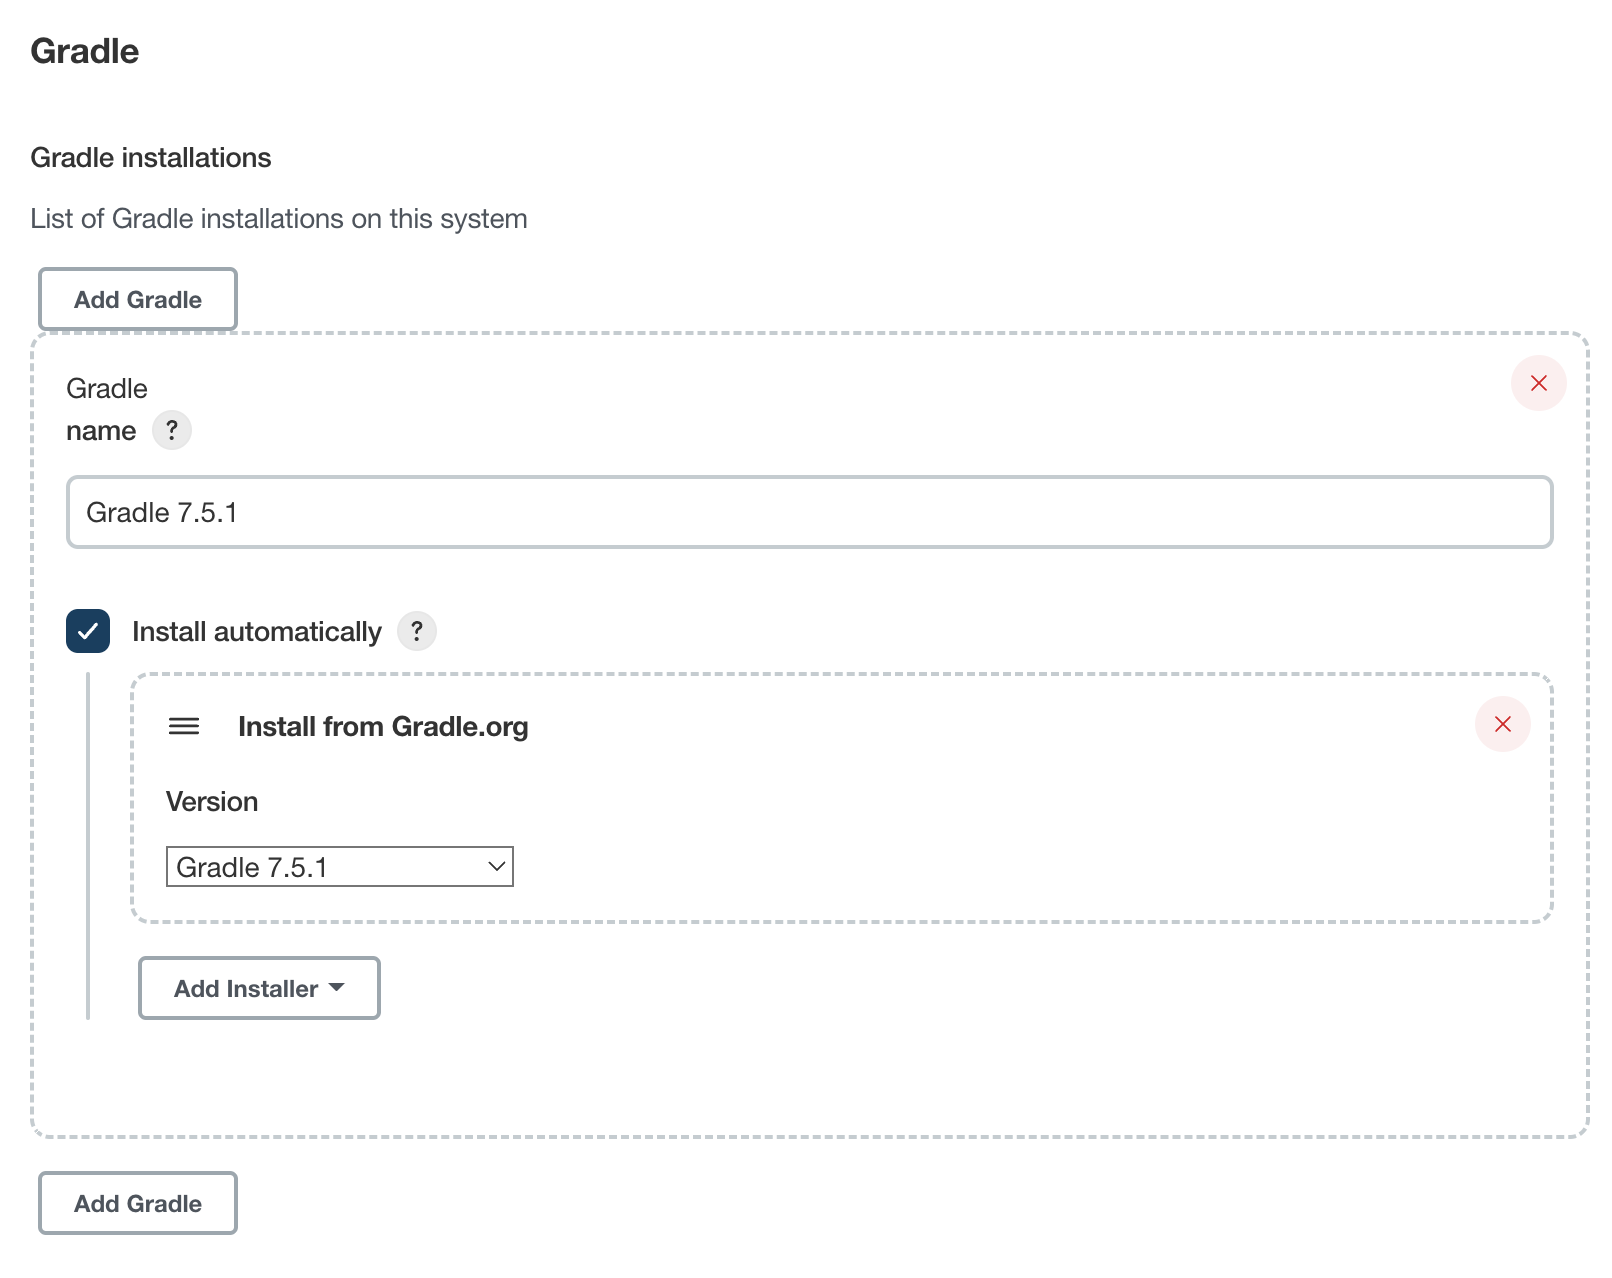 Gradle
Gradle installations
List of Gradle installations on this system
Add Gradle
Gradle
name ?
Gradle 7.5.1
Install automatically ?
Install from Gradle.org
Version
Gradle 7.5.1
Add Installer
Add Gradle